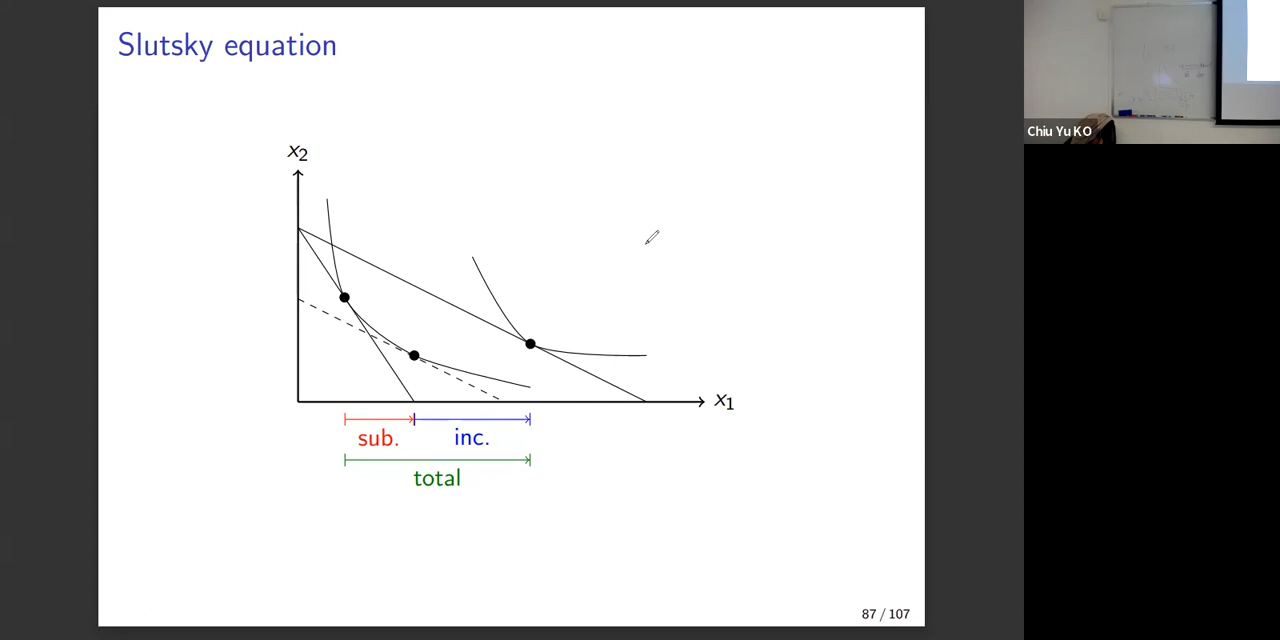 Slutsky equation
x2
x1
sub.
inc.
total
87 / 107
Chiu Yu KO